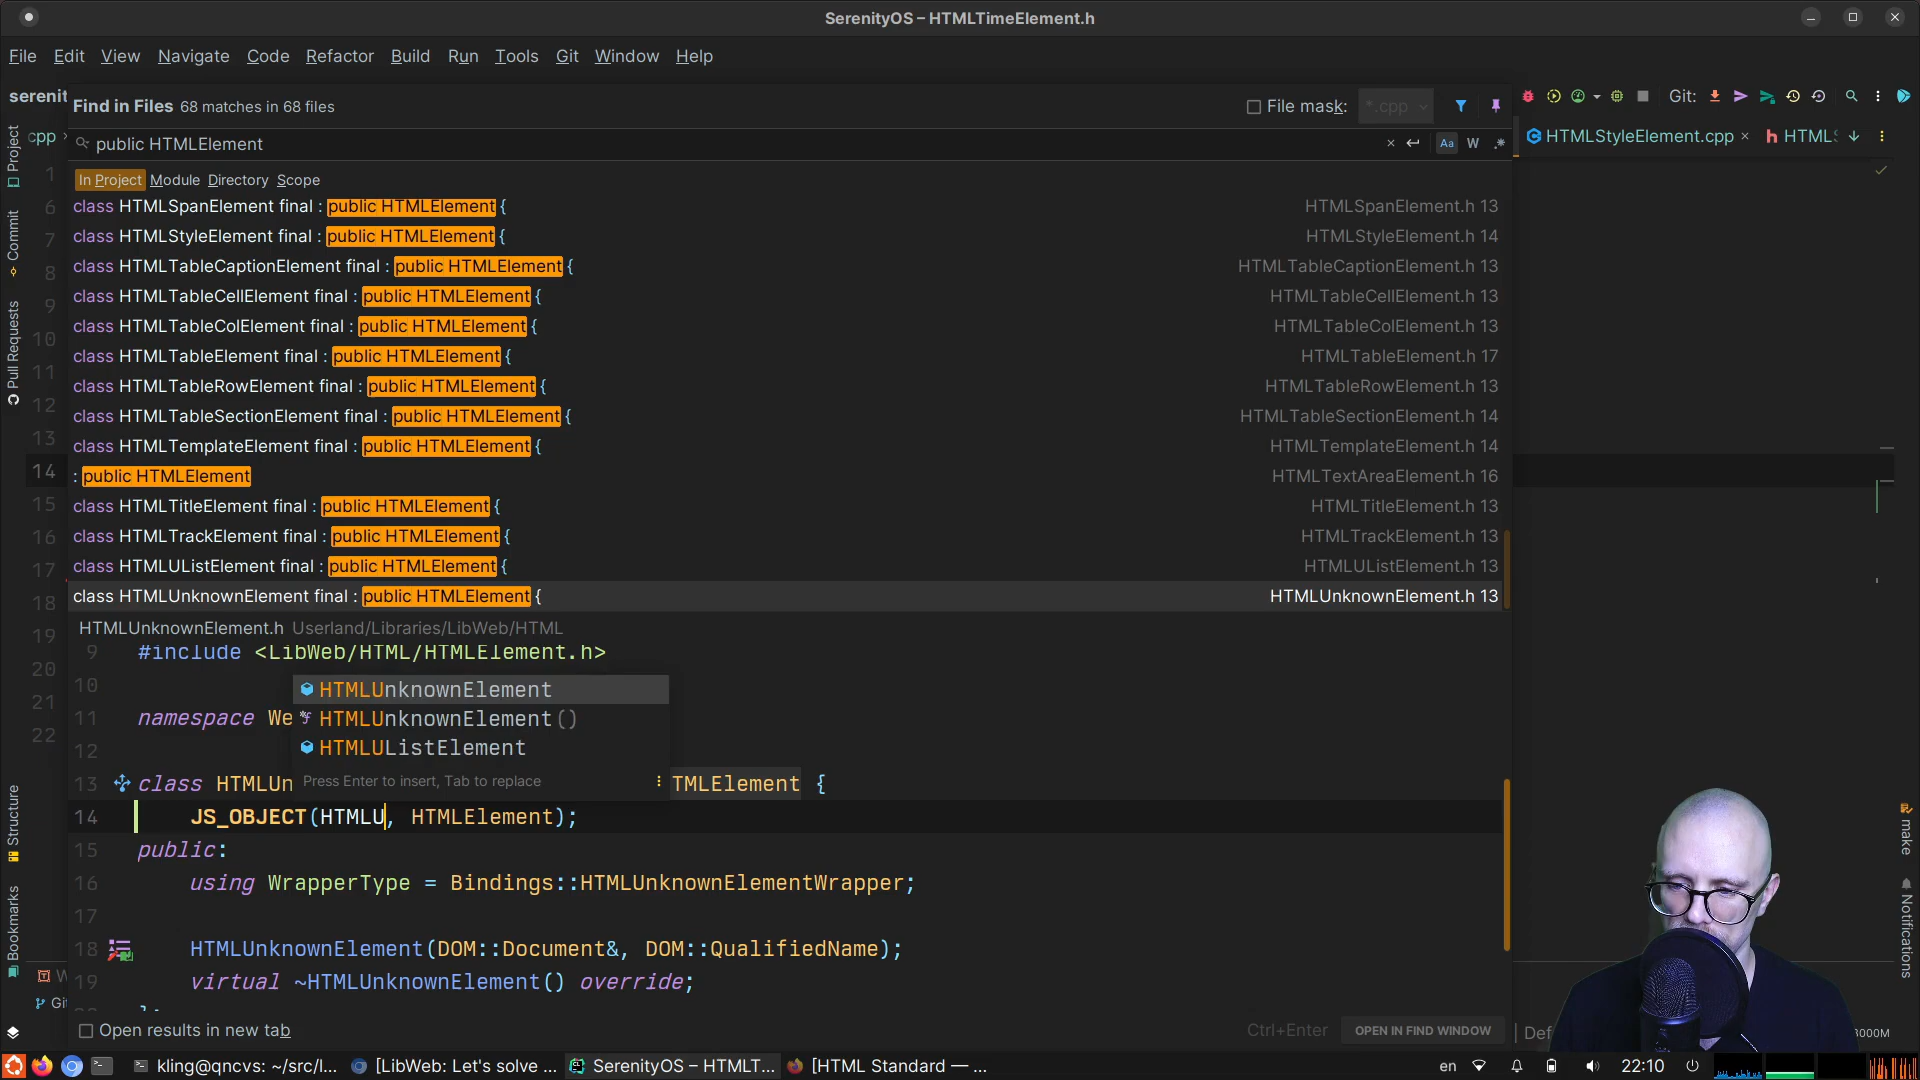 SerenityOS – HTMLTimeElement.h
File Edit View Navigate Code Refactor Build Run Tools Git Window Help
serenit
Find in Files 68 matches in 68 files
File mask: *.cpp
Git:
cpp
public HTMLElement
Aa W .*
HTMLStyleElement.cpp
HTMLS
In Project Module Directory Scope
class HTMLSpanElement final : public HTMLElement { HTMLSpanElement.h 13
class HTMLStyleElement final : public HTMLElement { HTMLStyleElement.h 14
class HTMLTableCaptionElement final : public HTMLElement { HTMLTableCaptionElement.h 13
class HTMLTableCellElement final : public HTMLElement { HTMLTableCellElement.h 13
class HTMLTableColElement final : public HTMLElement { HTMLTableColElement.h 13
class HTMLTableElement final : public HTMLElement { HTMLTableElement.h 17
class HTMLTableRowElement final : public HTMLElement { HTMLTableRowElement.h 13
class HTMLTableSectionElement final : public HTMLElement { HTMLTableSectionElement.h 14
class HTMLTemplateElement final : public HTMLElement { HTMLTemplateElement.h 14
: public HTMLElement HTMLTextAreaElement.h 16
class HTMLTitleElement final : public HTMLElement { HTMLTitleElement.h 13
class HTMLTrackElement final : public HTMLElement { HTMLTrackElement.h 13
class HTMLUListElement final : public HTMLElement { HTMLUListElement.h 13
class HTMLUnknownElement final : public HTMLElement { HTMLUnknownElement.h 13
HTMLUnknownElement.h Userland/Libraries/LibWeb/HTML
9 #include <LibWeb/HTML/HTMLElement.h>
10
HTMLUnknownElement
11 namespace We
HTMLUnknownElement()
12
HTMLUListElement
Press Enter to insert, Tab to replace
13 class HTMLUn TMLElement {
14 JS_OBJECT(HTMLU, HTMLElement);
15 public:
16 using WrapperType = Bindings::HTMLUnknownElementWrapper;
17
18 HTMLUnknownElement(DOM::Document&, DOM::QualifiedName);
19 virtual ~HTMLUnknownElement() override;
Open results in new tab
Ctrl+Enter
OPEN IN FIND WINDOW
Def
3000M
Project
Commit
Pull Requests
Structure
Bookmarks
make
Notifications
1
6
7
8
9
10
11
12
13
14
15
16
17
18
19
20
21
22
W
Git
kling@qncvs: ~/src/l...
[LibWeb: Let's solve ...
SerenityOS – HTMLT...
[HTML Standard — ...
en
22:10